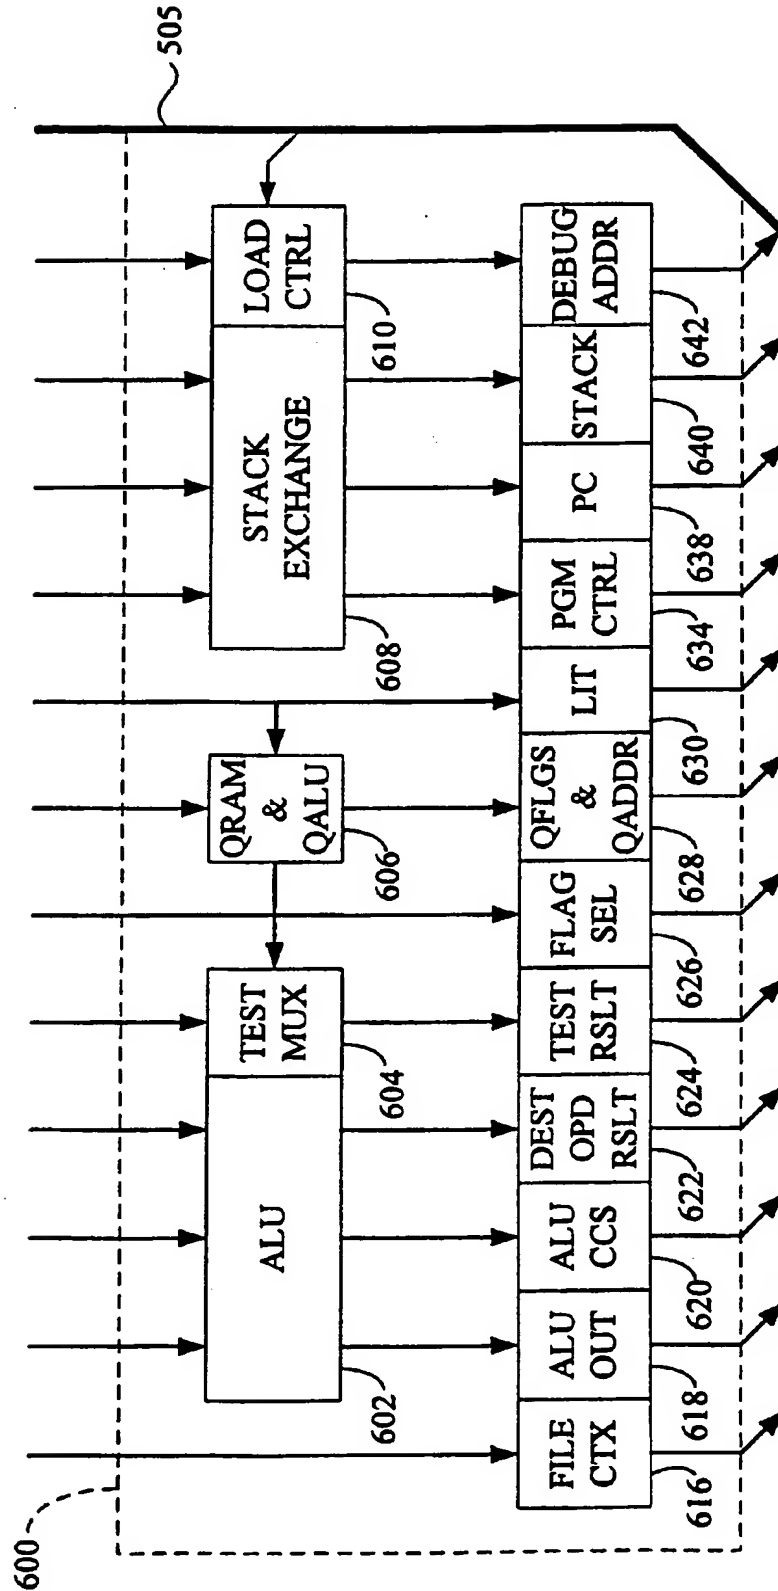 600
505
ALU
602
TEST
MUX
604
QRAM
&
QALU
606
STACK
EXCHANGE
608
LOAD
CTRL
610
FILE
CTX
616
ALU
OUT
618
ALU
CCS
620
DEST
OPD
RSLT
622
TEST
RSLT
624
FLAG
SEL
626
QFLGS
&
QADDR
628
LIT
630
PGM
CTRL
634
PC
638
STACK
640
DEBUG
ADDR
642